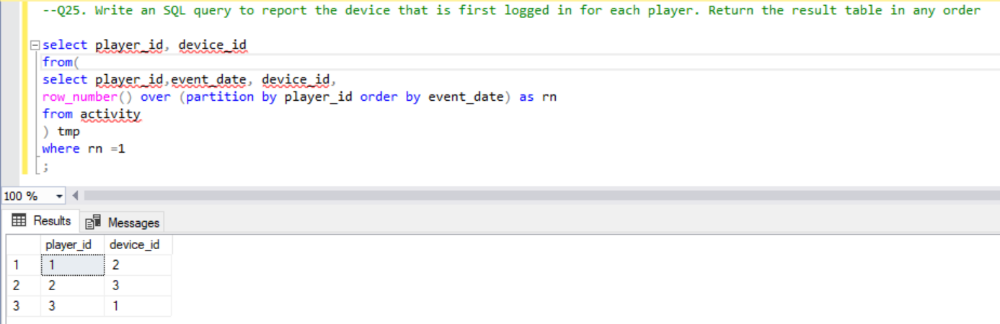 --Q25. Write an SQL query to report the device that is first logged in for each player. Return the result table in any order
select player_id, device_id
from(
select player_id,event_date, device_id,
row_number() over (partition by player_id order by event_date) as rn
from activity
) tmp
where rn =1
;
100 %
Results Messages
player_id device_id
1 1 2
2 2 3
3 3 1